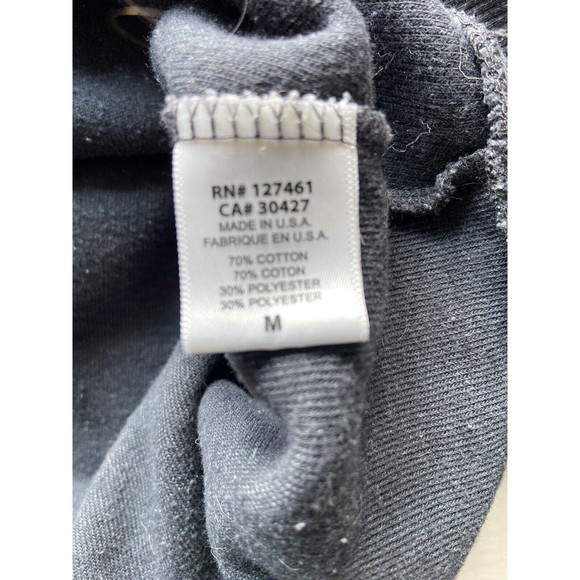 RN# 127461
CA# 30427
MADE IN U.S.A.
FABRIQUE EN U.S.A.
70% COTTON
70% COTON
30% POLYESTER
30% POLYESTER
M